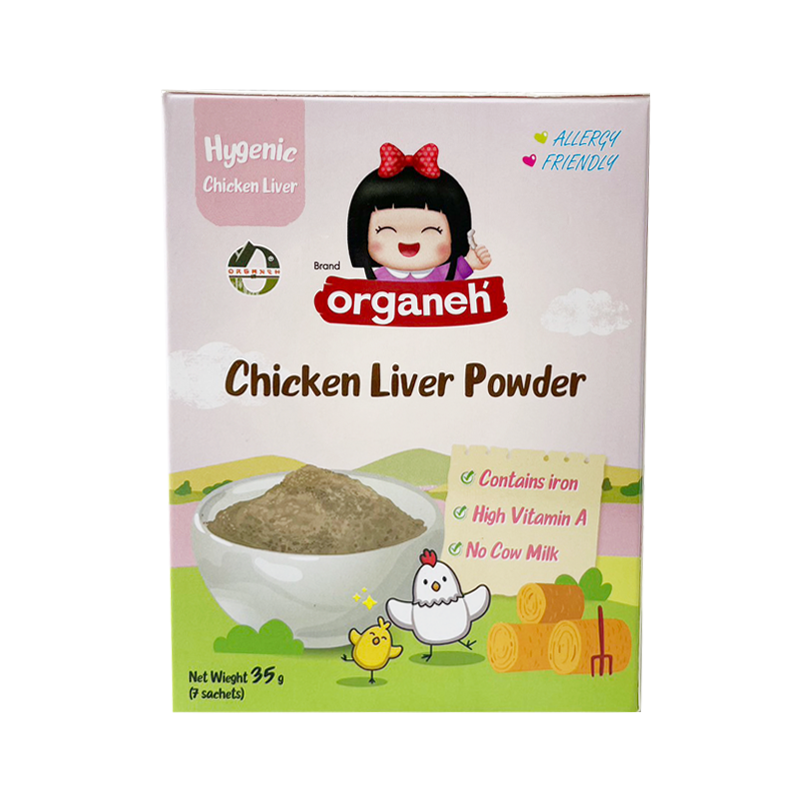 Hygenic
Chicken Liver
ALLERGY
FRIENDLY
ORGANEH
Brand
organeh
Chicken Liver Powder
Contains iron
High Vitamin A
No Cow Milk
Net Wieght 35 g
(7 sachets)